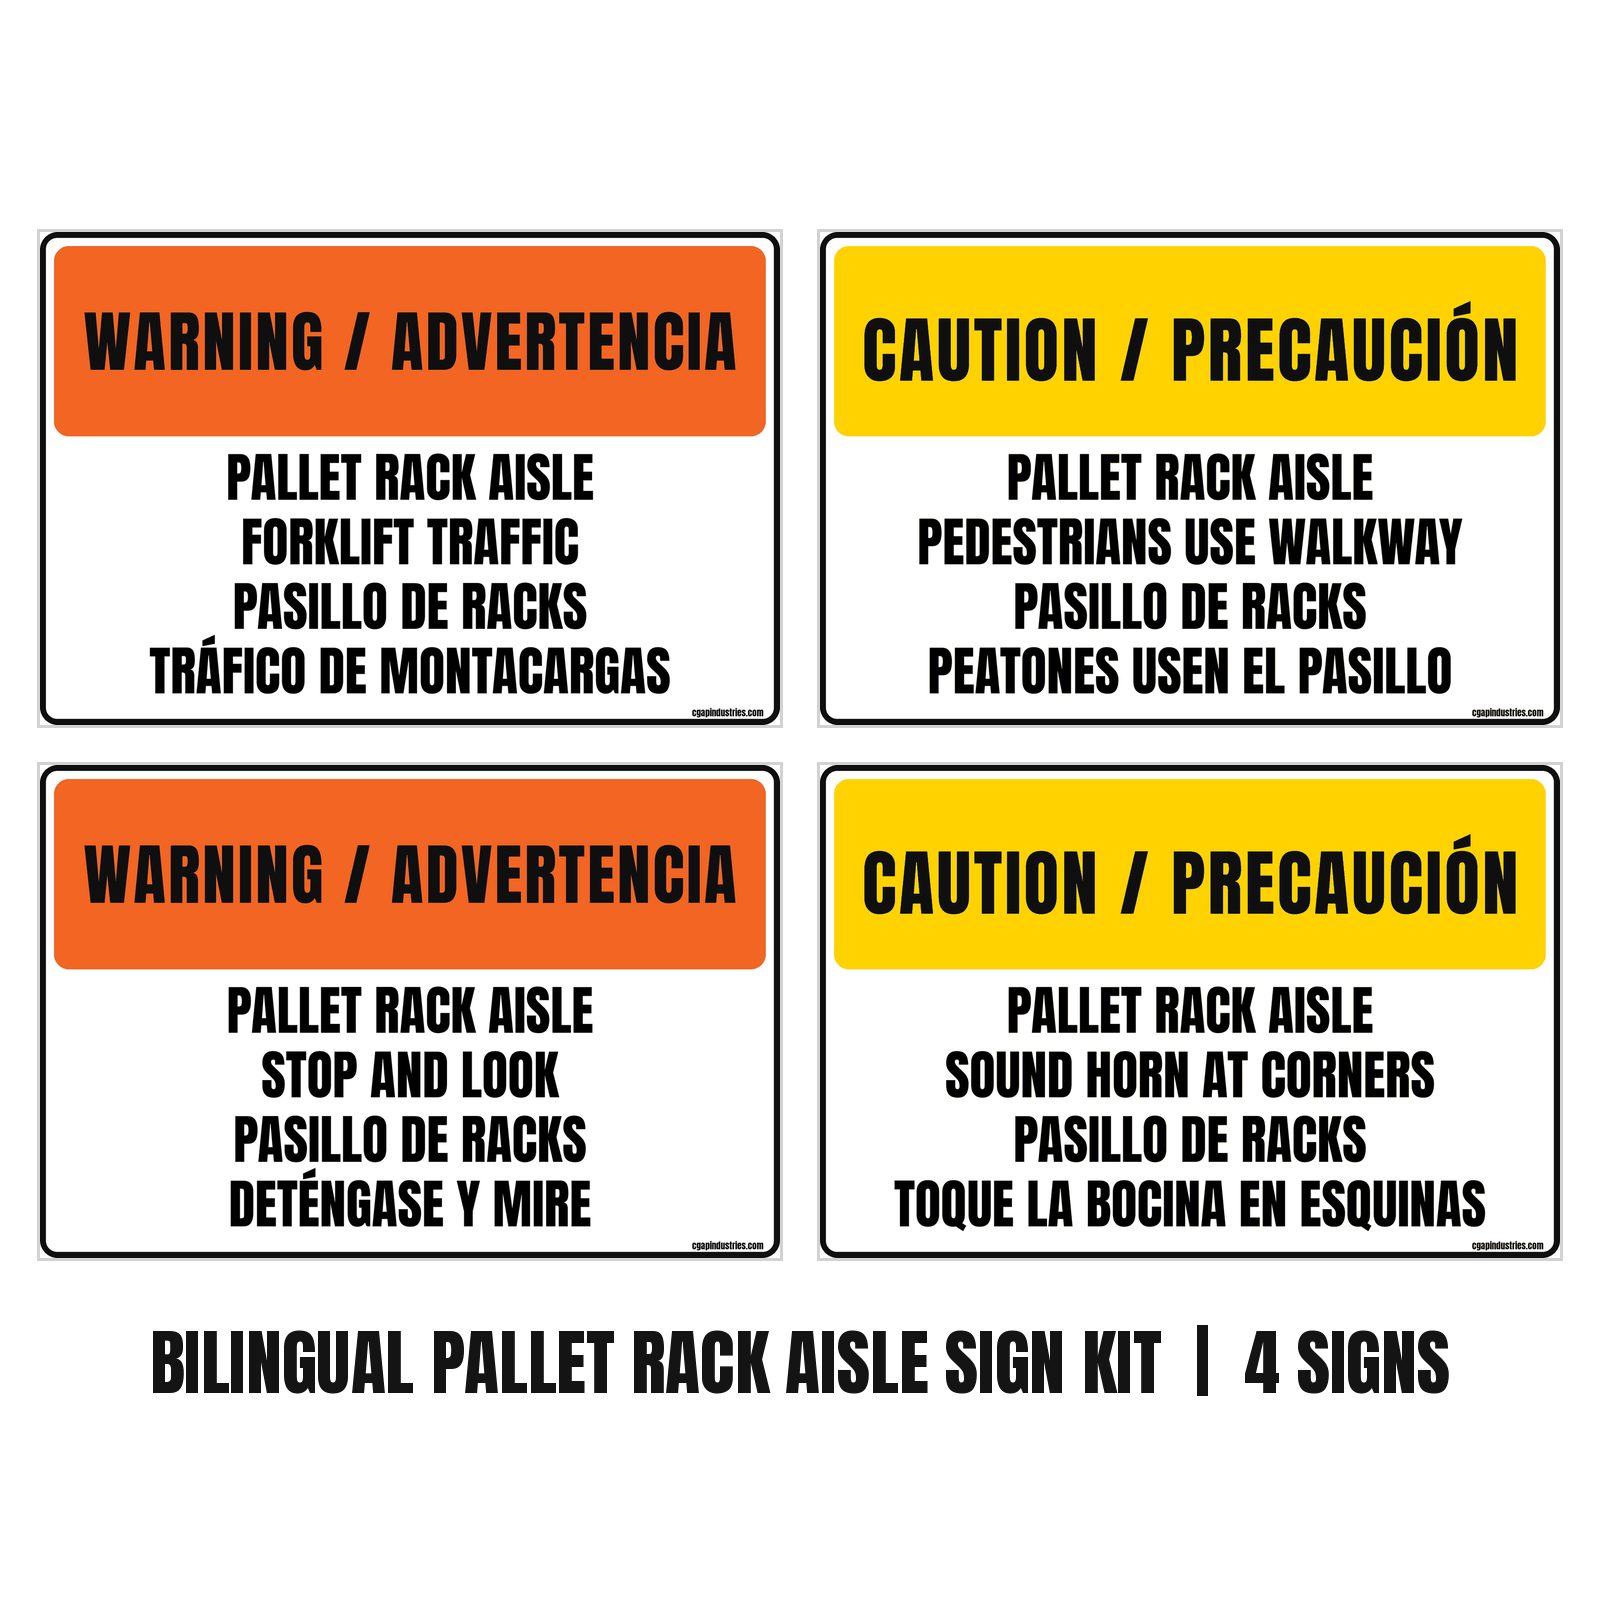 WARNING / ADVERTENCIA
PALLET RACK AISLE
FORKLIFT TRAFFIC
PASILLO DE RACKS
TRÁFICO DE MONTACARGAS
cgapindustries.com
CAUTION / PRECAUCIÓN
PALLET RACK AISLE
PEDESTRIANS USE WALKWAY
PASILLO DE RACKS
PEATONES USEN EL PASILLO
cgapindustries.com
WARNING / ADVERTENCIA
PALLET RACK AISLE
STOP AND LOOK
PASILLO DE RACKS
DETÉNGASE Y MIRE
cgapindustries.com
CAUTION / PRECAUCIÓN
PALLET RACK AISLE
SOUND HORN AT CORNERS
PASILLO DE RACKS
TOQUE LA BOCINA EN ESQUINAS
cgapindustries.com
BILINGUAL PALLET RACK AISLE SIGN KIT | 4 SIGNS